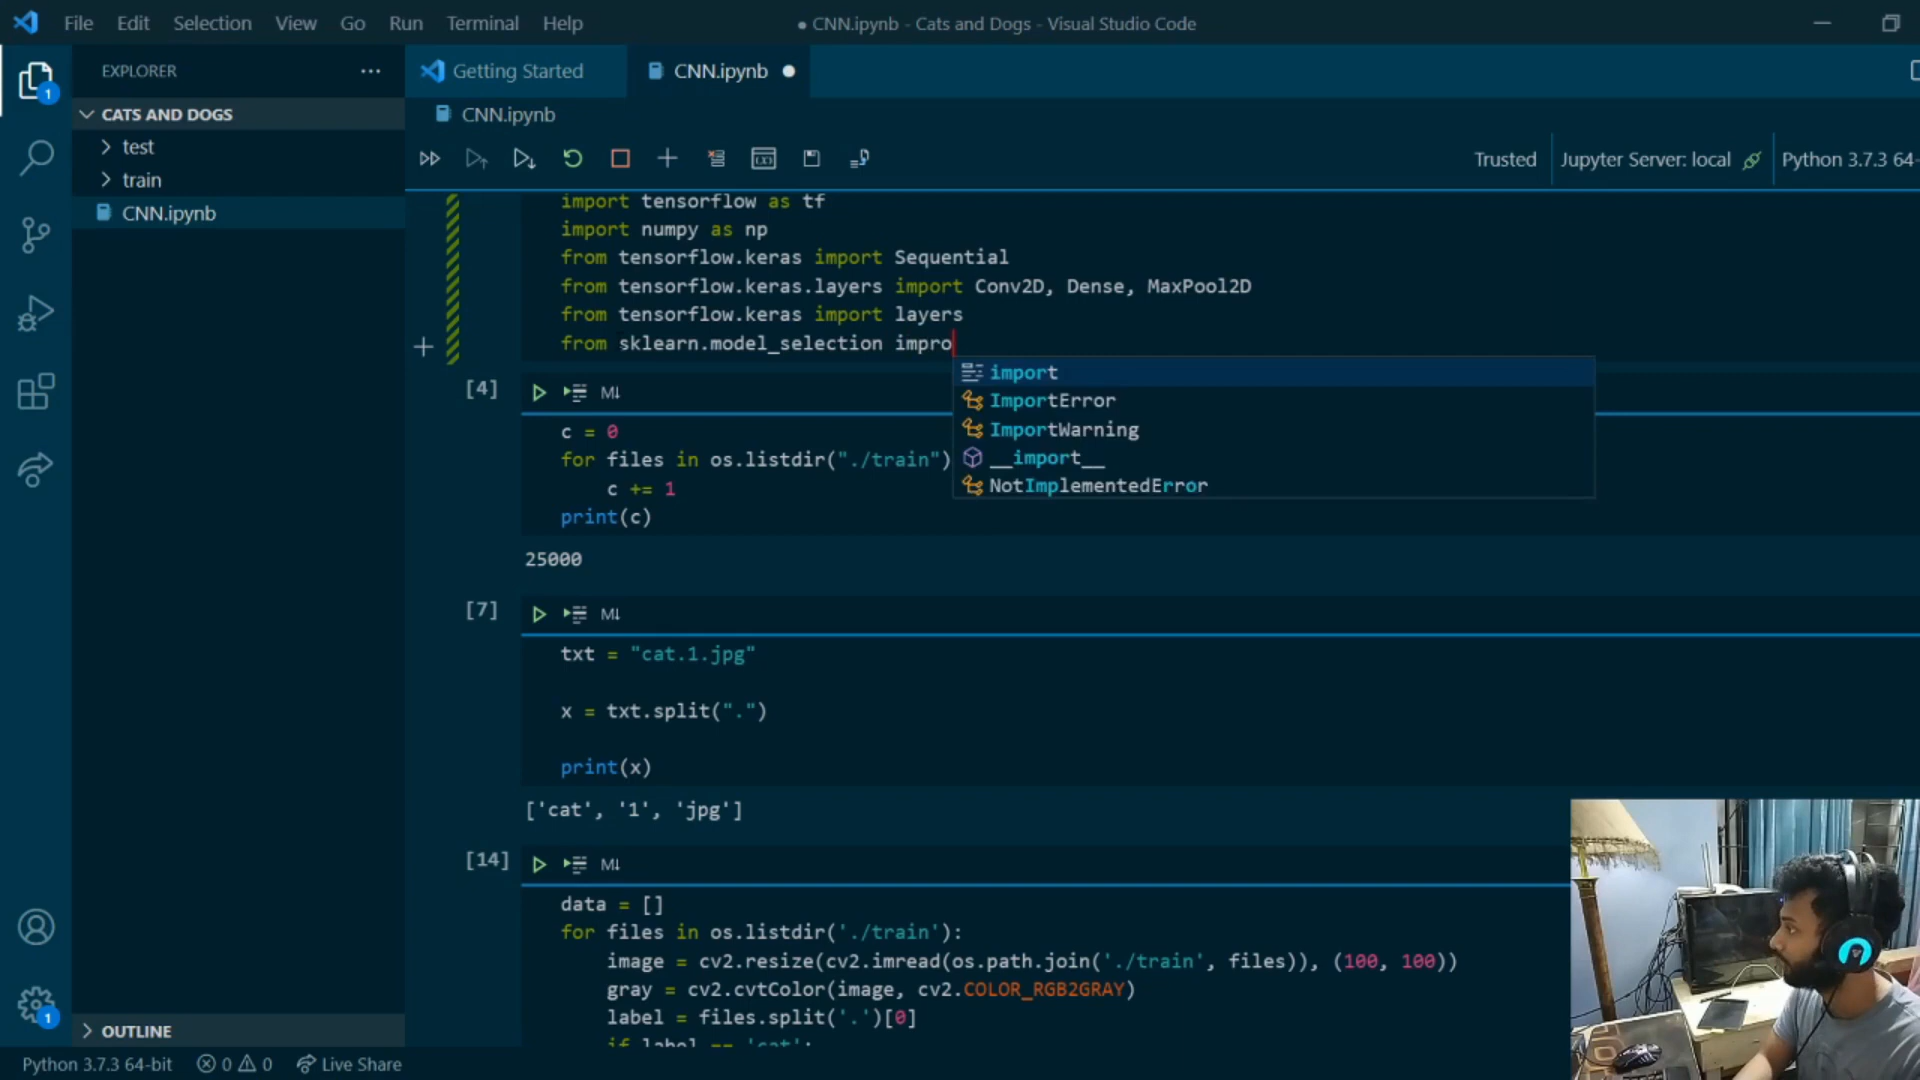 File Edit Selection View Go Run Terminal Help
● CNN.ipynb - Cats and Dogs - Visual Studio Code
EXPLORER
1
CATS AND DOGS
test
train
CNN.ipynb
OUTLINE
Getting Started
CNN.ipynb
CNN.ipynb
Trusted
Jupyter Server: local
Python 3.7.3 64-
import tensorflow as tf
import numpy as np
from tensorflow.keras import Sequential
from tensorflow.keras.layers import Conv2D, Dense, MaxPool2D
from tensorflow.keras import layers
from sklearn.model_selection impro
import
ImportError
ImportWarning
__import__
NotImplementedError
[4]
M↓
c = 0
for files in os.listdir("./train")
c += 1
print(c)
25000
[7]
M↓
txt = "cat.1.jpg"
x = txt.split(".")
print(x)
['cat', '1', 'jpg']
[14]
M↓
data = []
for files in os.listdir('./train'):
image = cv2.resize(cv2.imread(os.path.join('./train', files)), (100, 100))
gray = cv2.cvtColor(image, cv2.COLOR_RGB2GRAY)
label = files.split('.')[0]
if label == 'cat':
1
Python 3.7.3 64-bit
0
0
Live Share